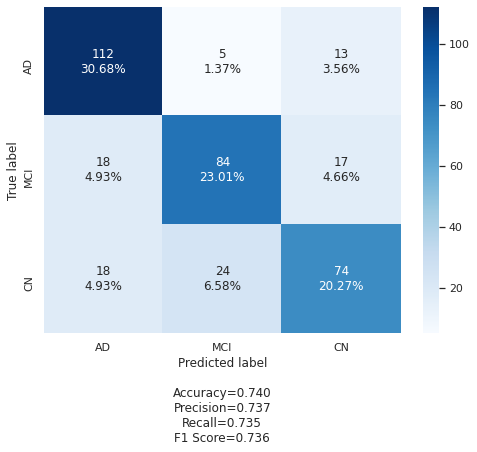 112 5 13
30.68% 1.37% 3.56%
AD
100
80
18 84 17
4.93% 23.01% 4.66%
True label
MCI
60
40
18 24 74
4.93% 6.58% 20.27%
CN
20
AD MCI CN
Predicted label
Accuracy=0.740
Precision=0.737
Recall=0.735
F1 Score=0.736